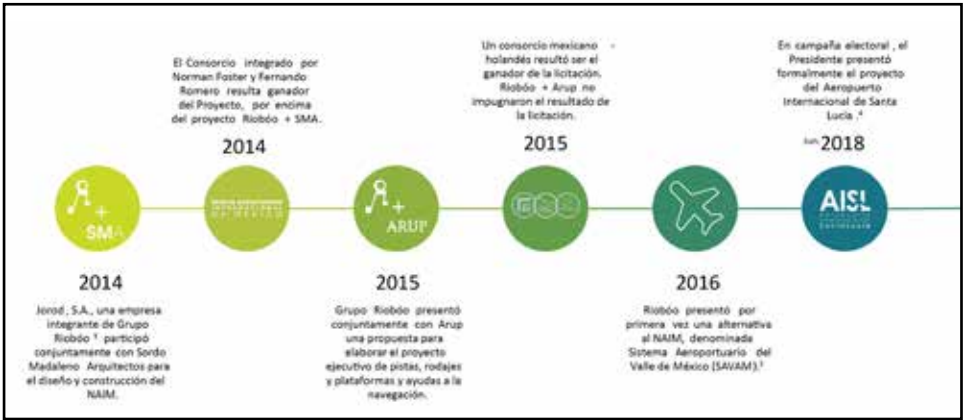 El Consorcio integrado por
Norman Foster y Fernando
Romero resulta ganador
del Proyecto, por encima
del proyecto Riobóo + SMA.
2014
Un consorcio mexicano -
holandés resultó ser el
ganador de la licitación.
Riobóo + Arup no
impugnaron el resultado de
la licitación.
2015
En campaña electoral , el
Presidente presentó
formalmente el proyecto
del Aeropuerto
Internacional de Santa
Lucía .⁴
2018
+
SMA
+
ARUP
AISL
2014
Jorod, S.A., una empresa
integrante de Grupo
Riobóo participó
conjuntamente con Sordo
Madaleno Arquitectos para
el diseño y construcción del
NAIM.
2015
Grupo Riobóo presentó
conjuntamente con Arup
una propuesta para
elaborar el proyecto
ejecutivo de pistas, rodajes
y plataformas y ayudas a la
navegación.
2016
Riobóo presentó por
primera vez una alternativa
al NAIM, denominada
Sistema Aeroportuario del
Valle de México (SAVAM).